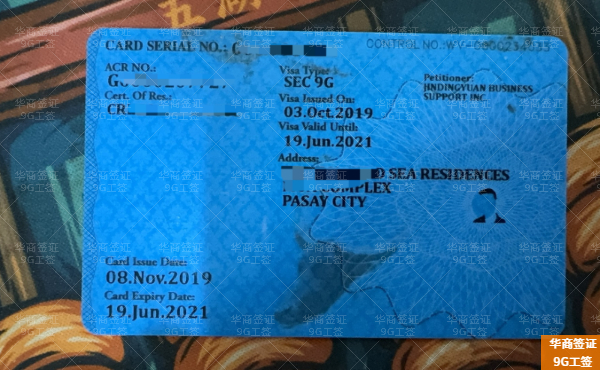 CARD SERIAL NO.:
CONTROL NO.:
ACR NO.:
Cert. Of Res.:
Visa Type:
SEC 9G
Visa Issued On:
03.Oct.2019
Visa Valid Until:
19.Jun.2021
Petitioner:
JINDINGYUAN BUSINESS
SUPPORT INC
Address:
SEA RESIDENCES
COMPLEX
PASAY CITY
Card Issue Date:
08.Nov.2019
Card Expiry Date:
19.Jun.2021
华商签证
9G工签